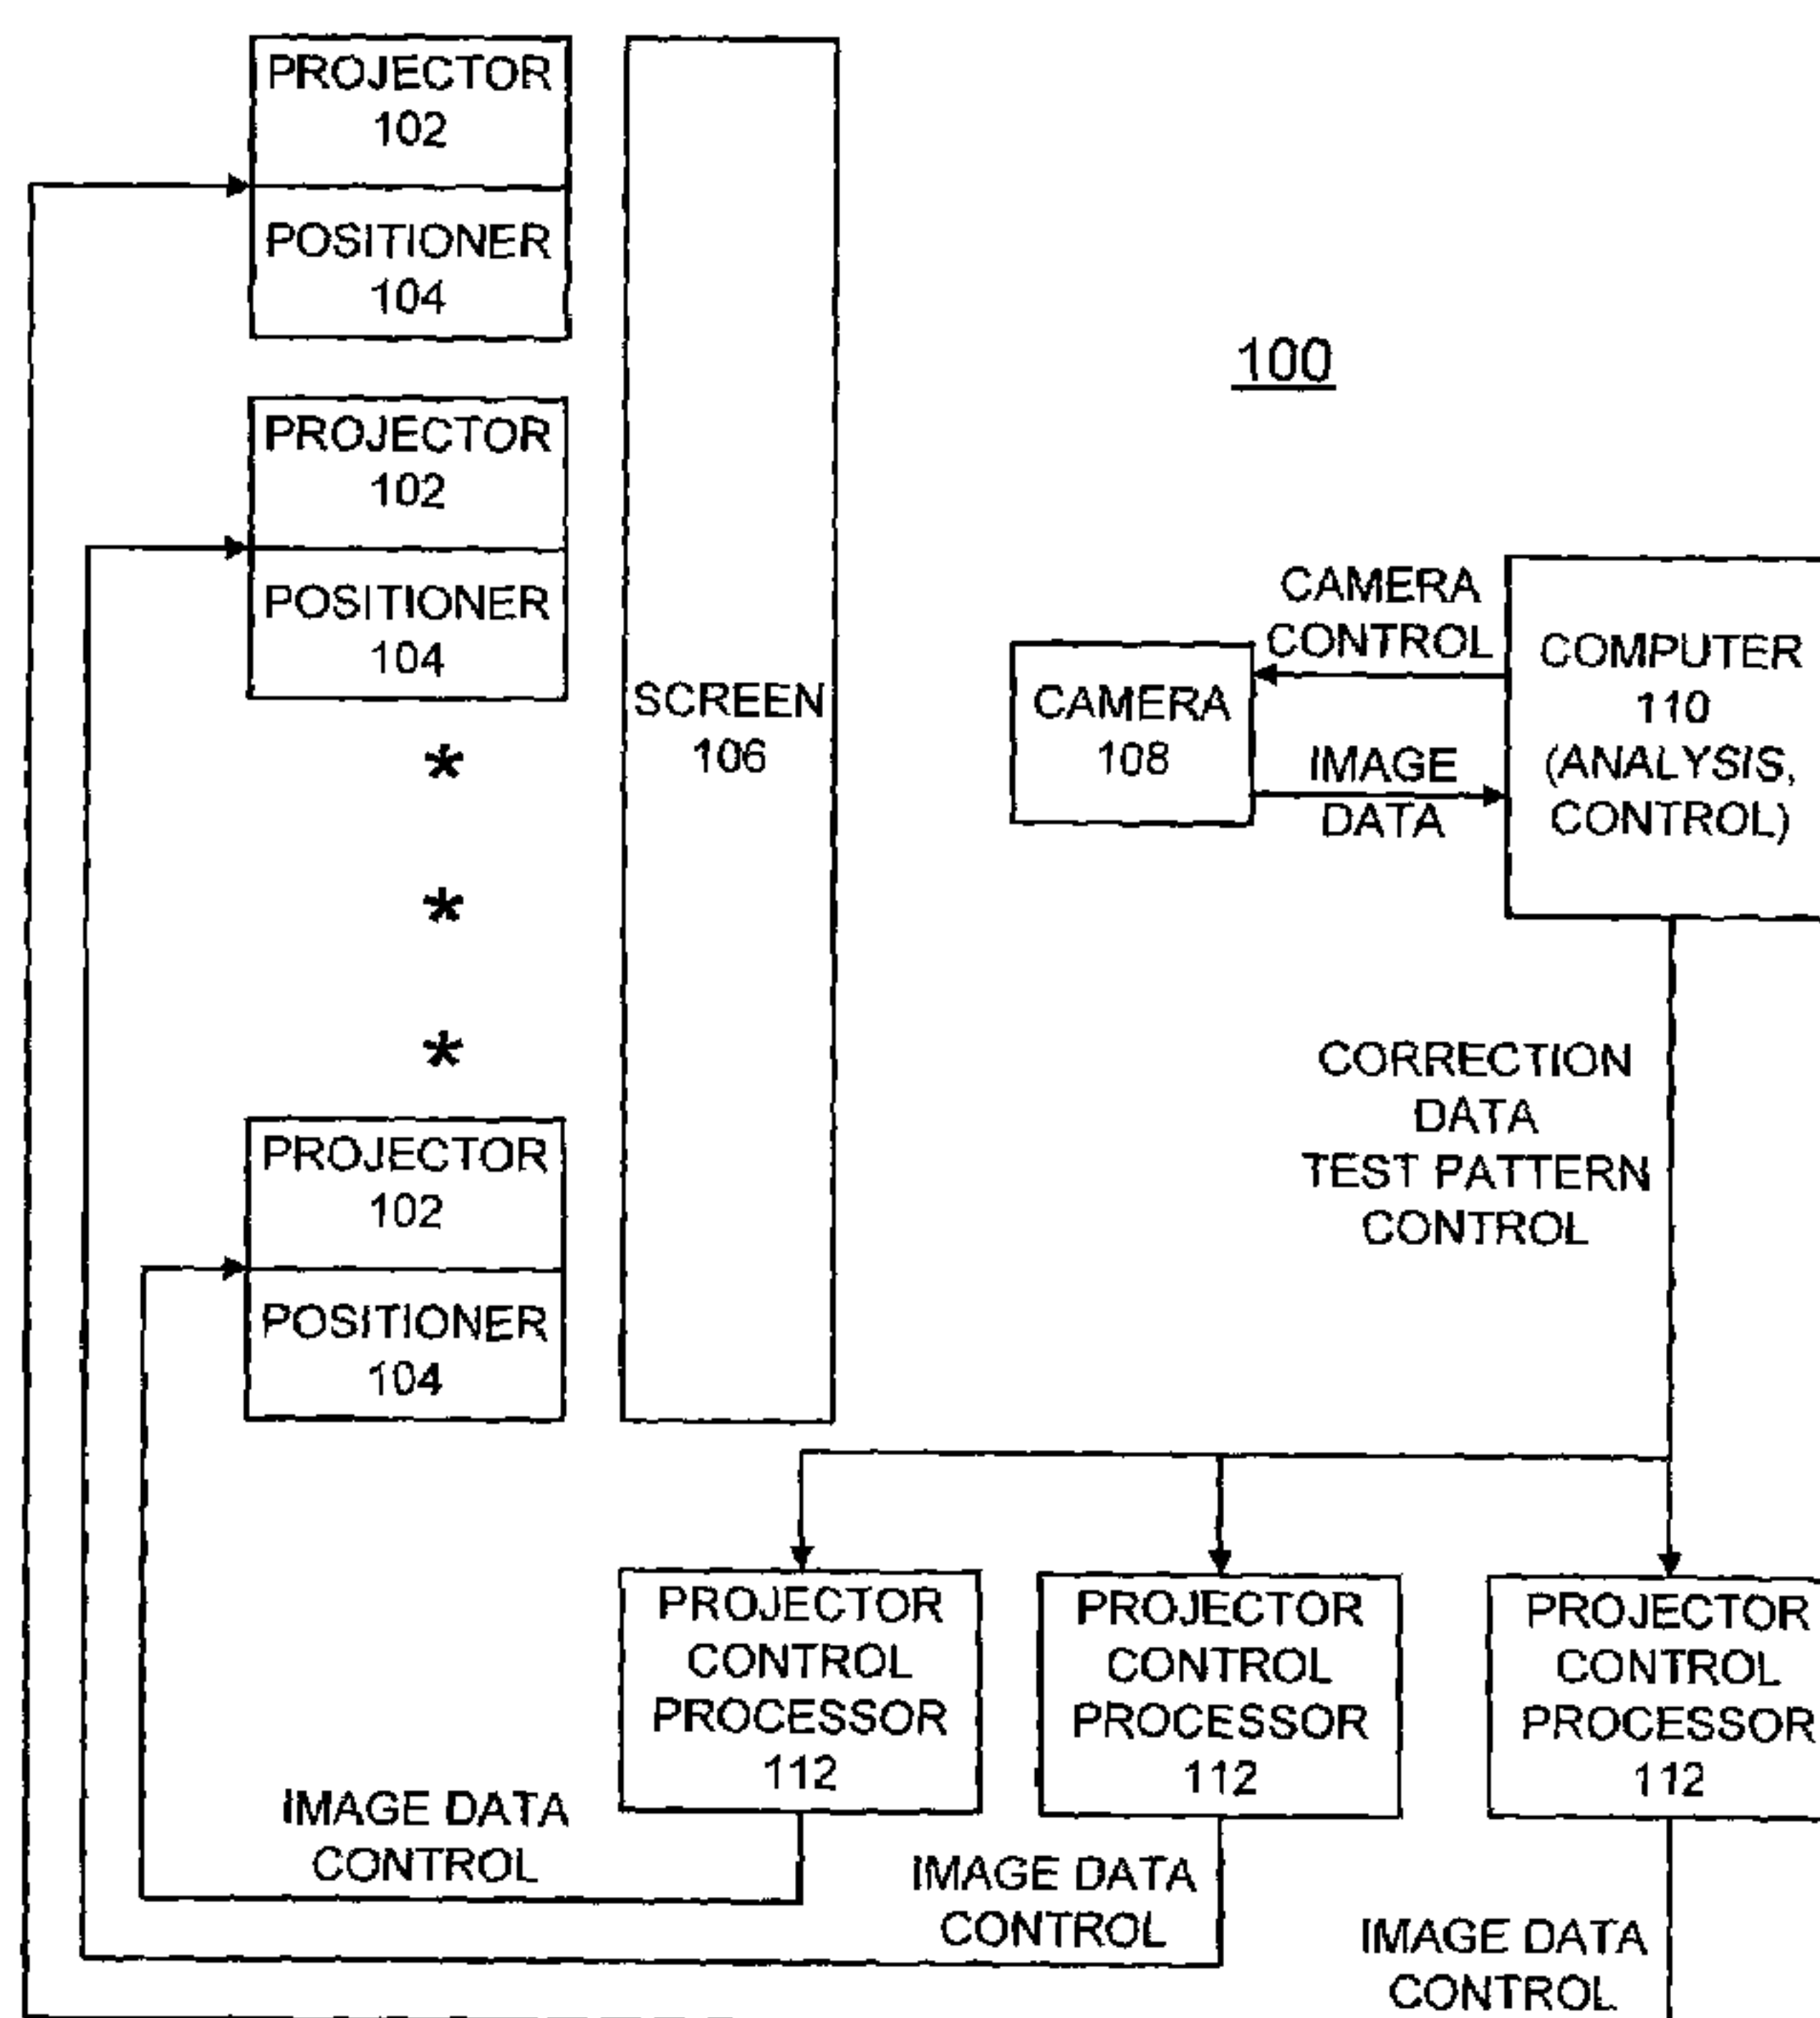 PROJECTOR
102
POSITIONER
104
100
PROJECTOR
102
POSITIONER
104
*
*
*
SCREEN
106
CAMERA
CONTROL
CAMERA
108
IMAGE
DATA
COMPUTER
110
(ANALYSIS,
CONTROL)
CORRECTION
DATA
TEST PATTERN
CONTROL
PROJECTOR
102
POSITIONER
104
PROJECTOR
CONTROL
PROCESSOR
112
PROJECTOR
CONTROL
PROCESSOR
112
PROJECTOR
CONTROL
PROCESSOR
112
IMAGE DATA
CONTROL
IMAGE DATA
CONTROL
IMAGE DATA
CONTROL